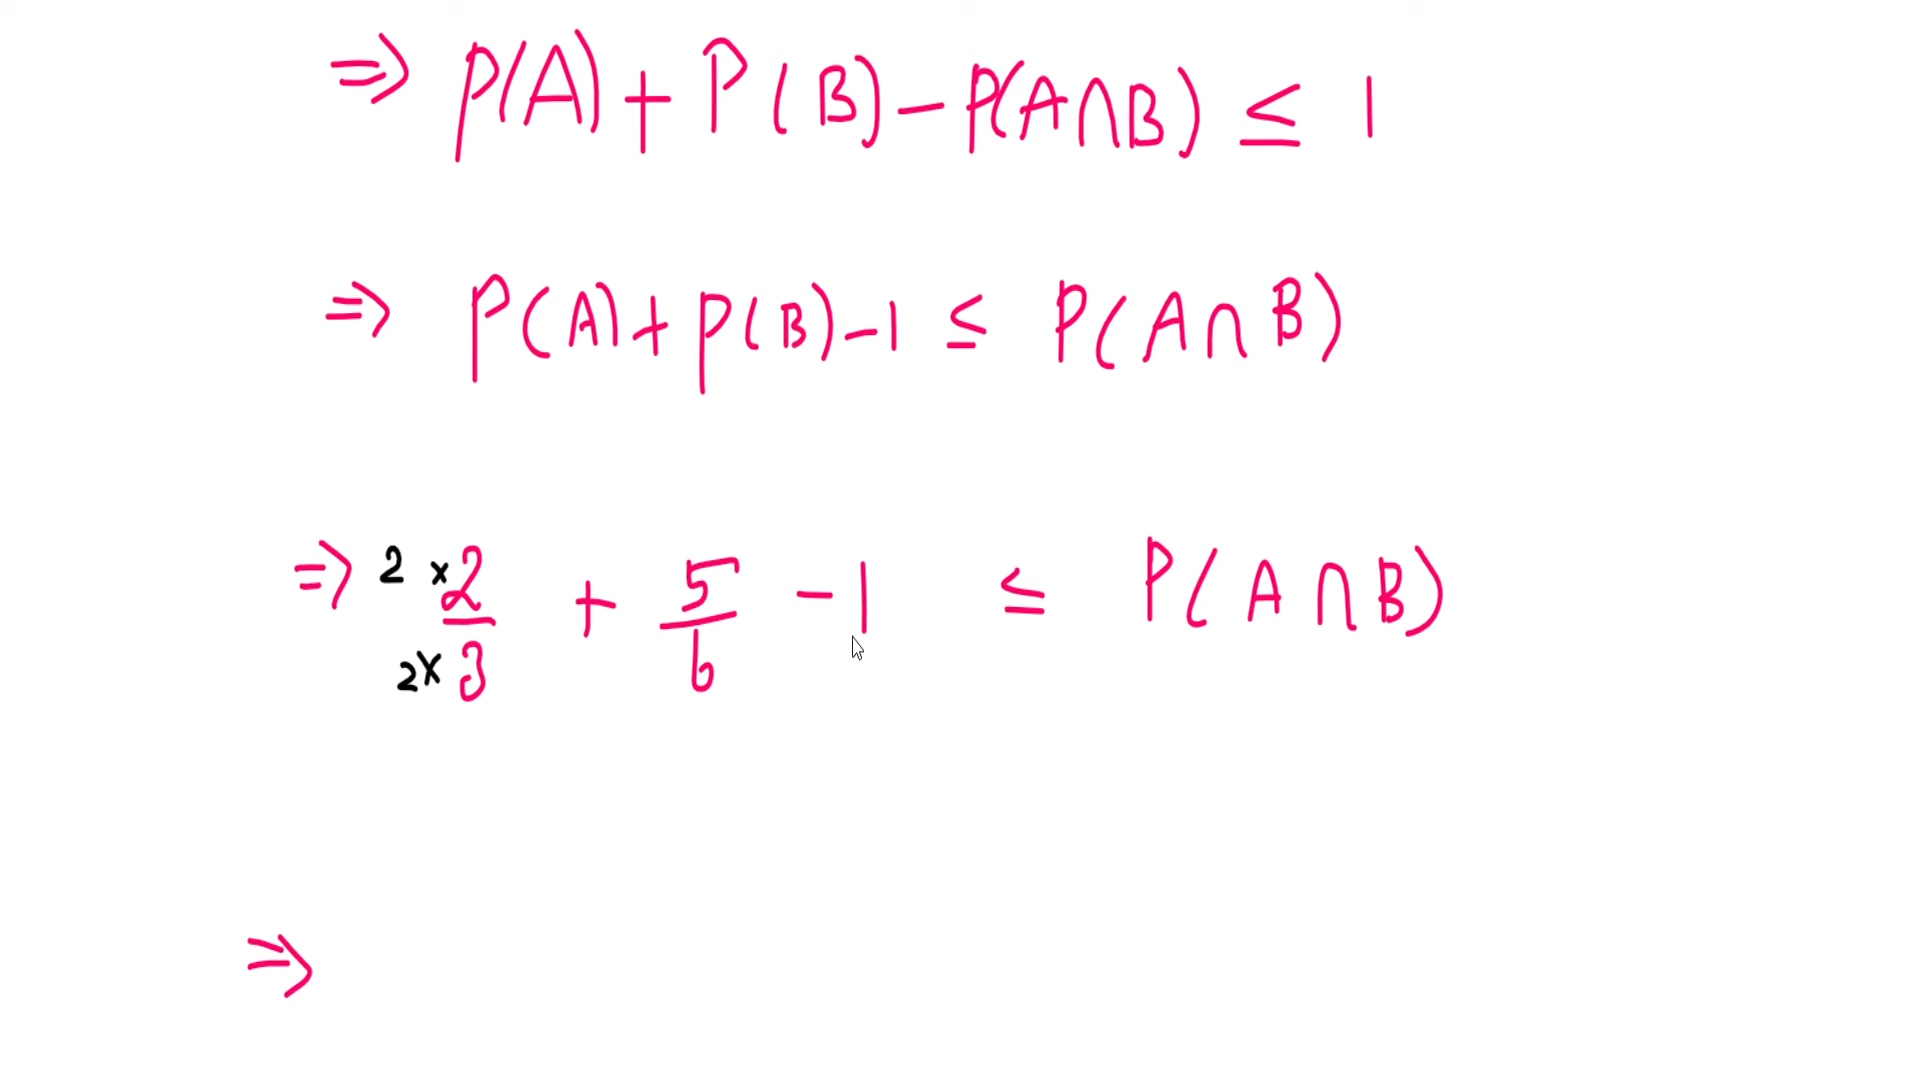 ⇒ P(A) + P(B) − P(A∩B) ≤ 1
⇒ P(A) + P(B) − 1 ≤ P(A∩B)
⇒ 2 × 2 / 2 × 3 + 5/6 − 1 ≤ P(A∩B)
⇒